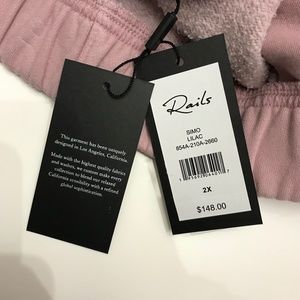 This garment has been uniquely
designed in Los Angeles, California.
Made with the highest quality fabrics
and washes, we custom make every
collection to blend our relaxed
California sensibility with a refined
global sophistication.
Rails
SIMO
LILAC
854A-210A-2660
2X
$148.00